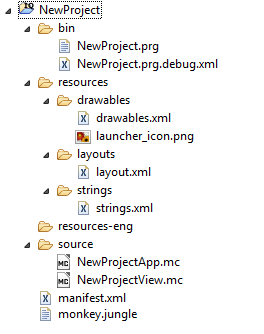 NewProject
bin
NewProject.prg
NewProject.prg.debug.xml
resources
drawables
drawables.xml
launcher_icon.png
layouts
layout.xml
strings
strings.xml
resources-eng
source
NewProjectApp.mc
NewProjectView.mc
manifest.xml
monkey.jungle